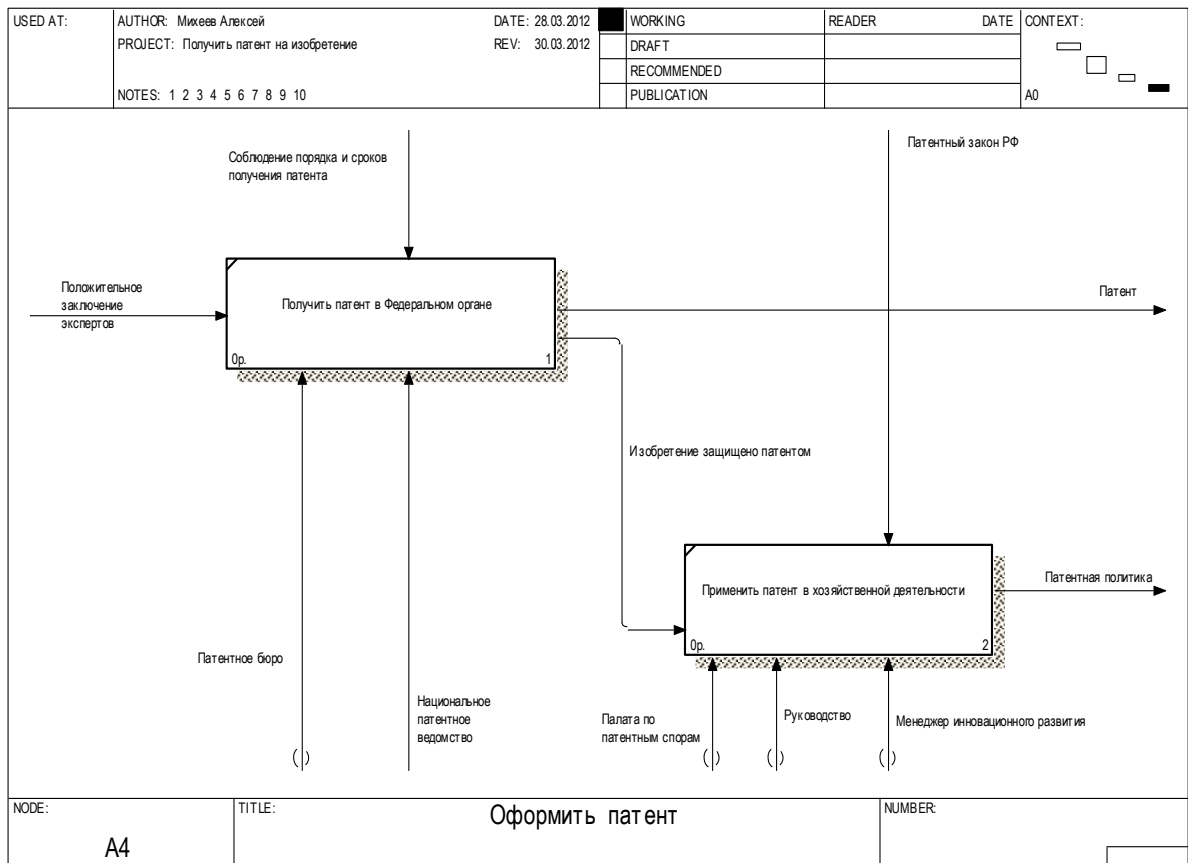 USED AT:
AUTHOR: Михеев Алексей
DATE: 28.03.2012
PROJECT: Получить патент на изобретение
REV: 30.03.2012
NOTES: 1 2 3 4 5 6 7 8 9 10
WORKING
DRAFT
RECOMMENDED
PUBLICATION
READER
DATE
CONTEXT:
A0
Соблюдение порядка и сроков
получения патента
Патентный закон РФ
Положительное
заключение
экспертов
Получить патент в Федеральном органе
0р.
1
Патент
Изобретение защищено патентом
Применить патент в хозяйственной деятельности
0р.
2
Патентная политика
Патентное бюро
Национальное
патентное
ведомство
Палата по
патентным спорам
Руководство
Менеджер инновационного развития
NODE:
A4
TITLE:
Оформить патент
NUMBER: